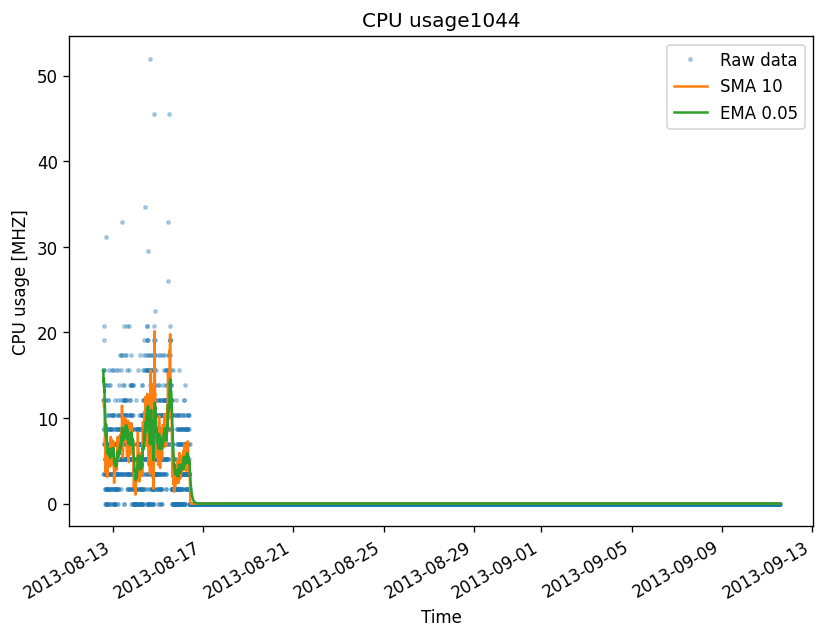 CPU usage1044
Raw data
SMA 10
EMA 0.05
CPU usage [MHZ]
50
40
30
20
10
0
2013-08-13
2013-08-17
2013-08-21
2013-08-25
2013-08-29
2013-09-01
2013-09-05
2013-09-09
2013-09-13
Time